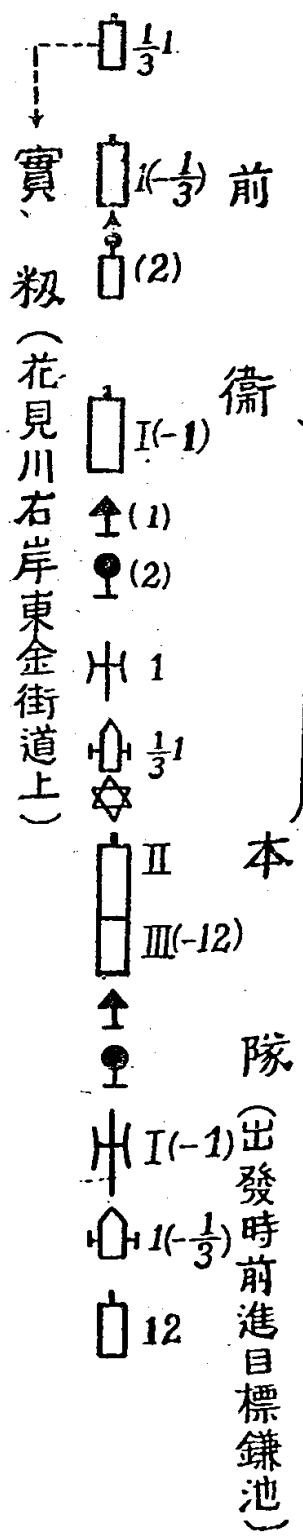 前衛
本隊(出發時前進目標鎌池)
1/3 1
1(-1/3)
(2)
I(-1)
(1)
(2)
1
1/3 1
II
III(-12)
I(-1)
1(-1/3)
12
實籾(花見川右岸東金街道上)